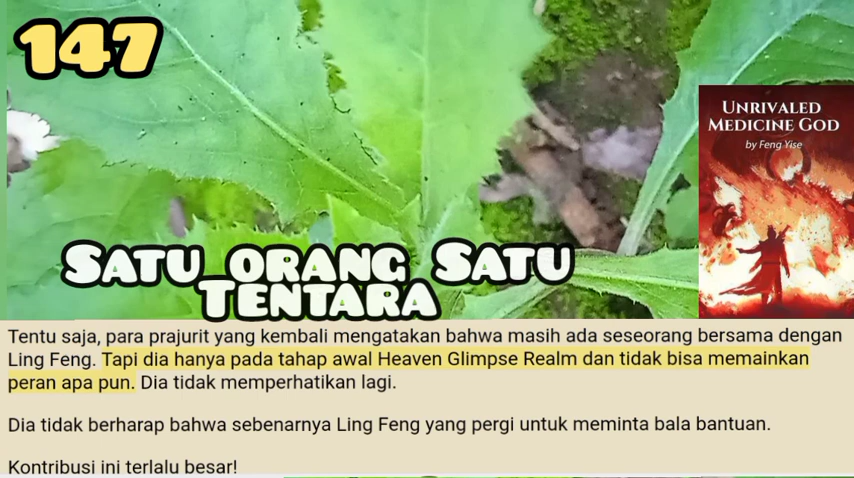 147
UNRIVALED
MEDICINE GOD
by Feng Yise
SATU ORANG SATU
TENTARA
Tentu saja, para prajurit yang kembali mengatakan bahwa masih ada seseorang bersama dengan
Ling Feng. Tapi dia hanya pada tahap awal Heaven Glimpse Realm dan tidak bisa memainkan
peran apa pun. Dia tidak memperhatikan lagi.
Dia tidak berharap bahwa sebenarnya Ling Feng yang pergi untuk meminta bala bantuan.
Kontribusi ini terlalu besar!